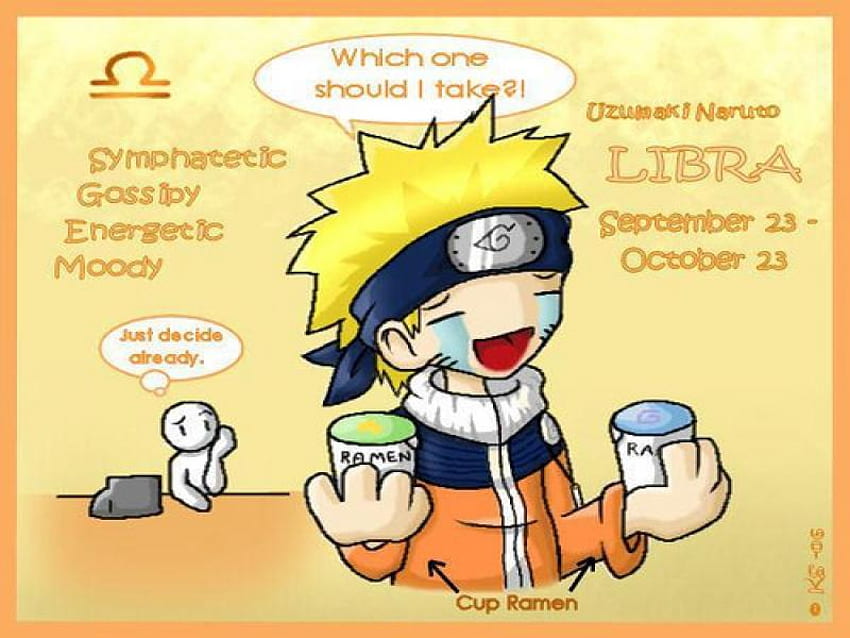 Which one
should I take?!
Uzumaki Naruto
LIBRA
September 23 -
October 23
Symphatetic
Gossipy
Energetic
Moody
Just decide
already.
RAMEN
RA
Cup Ramen